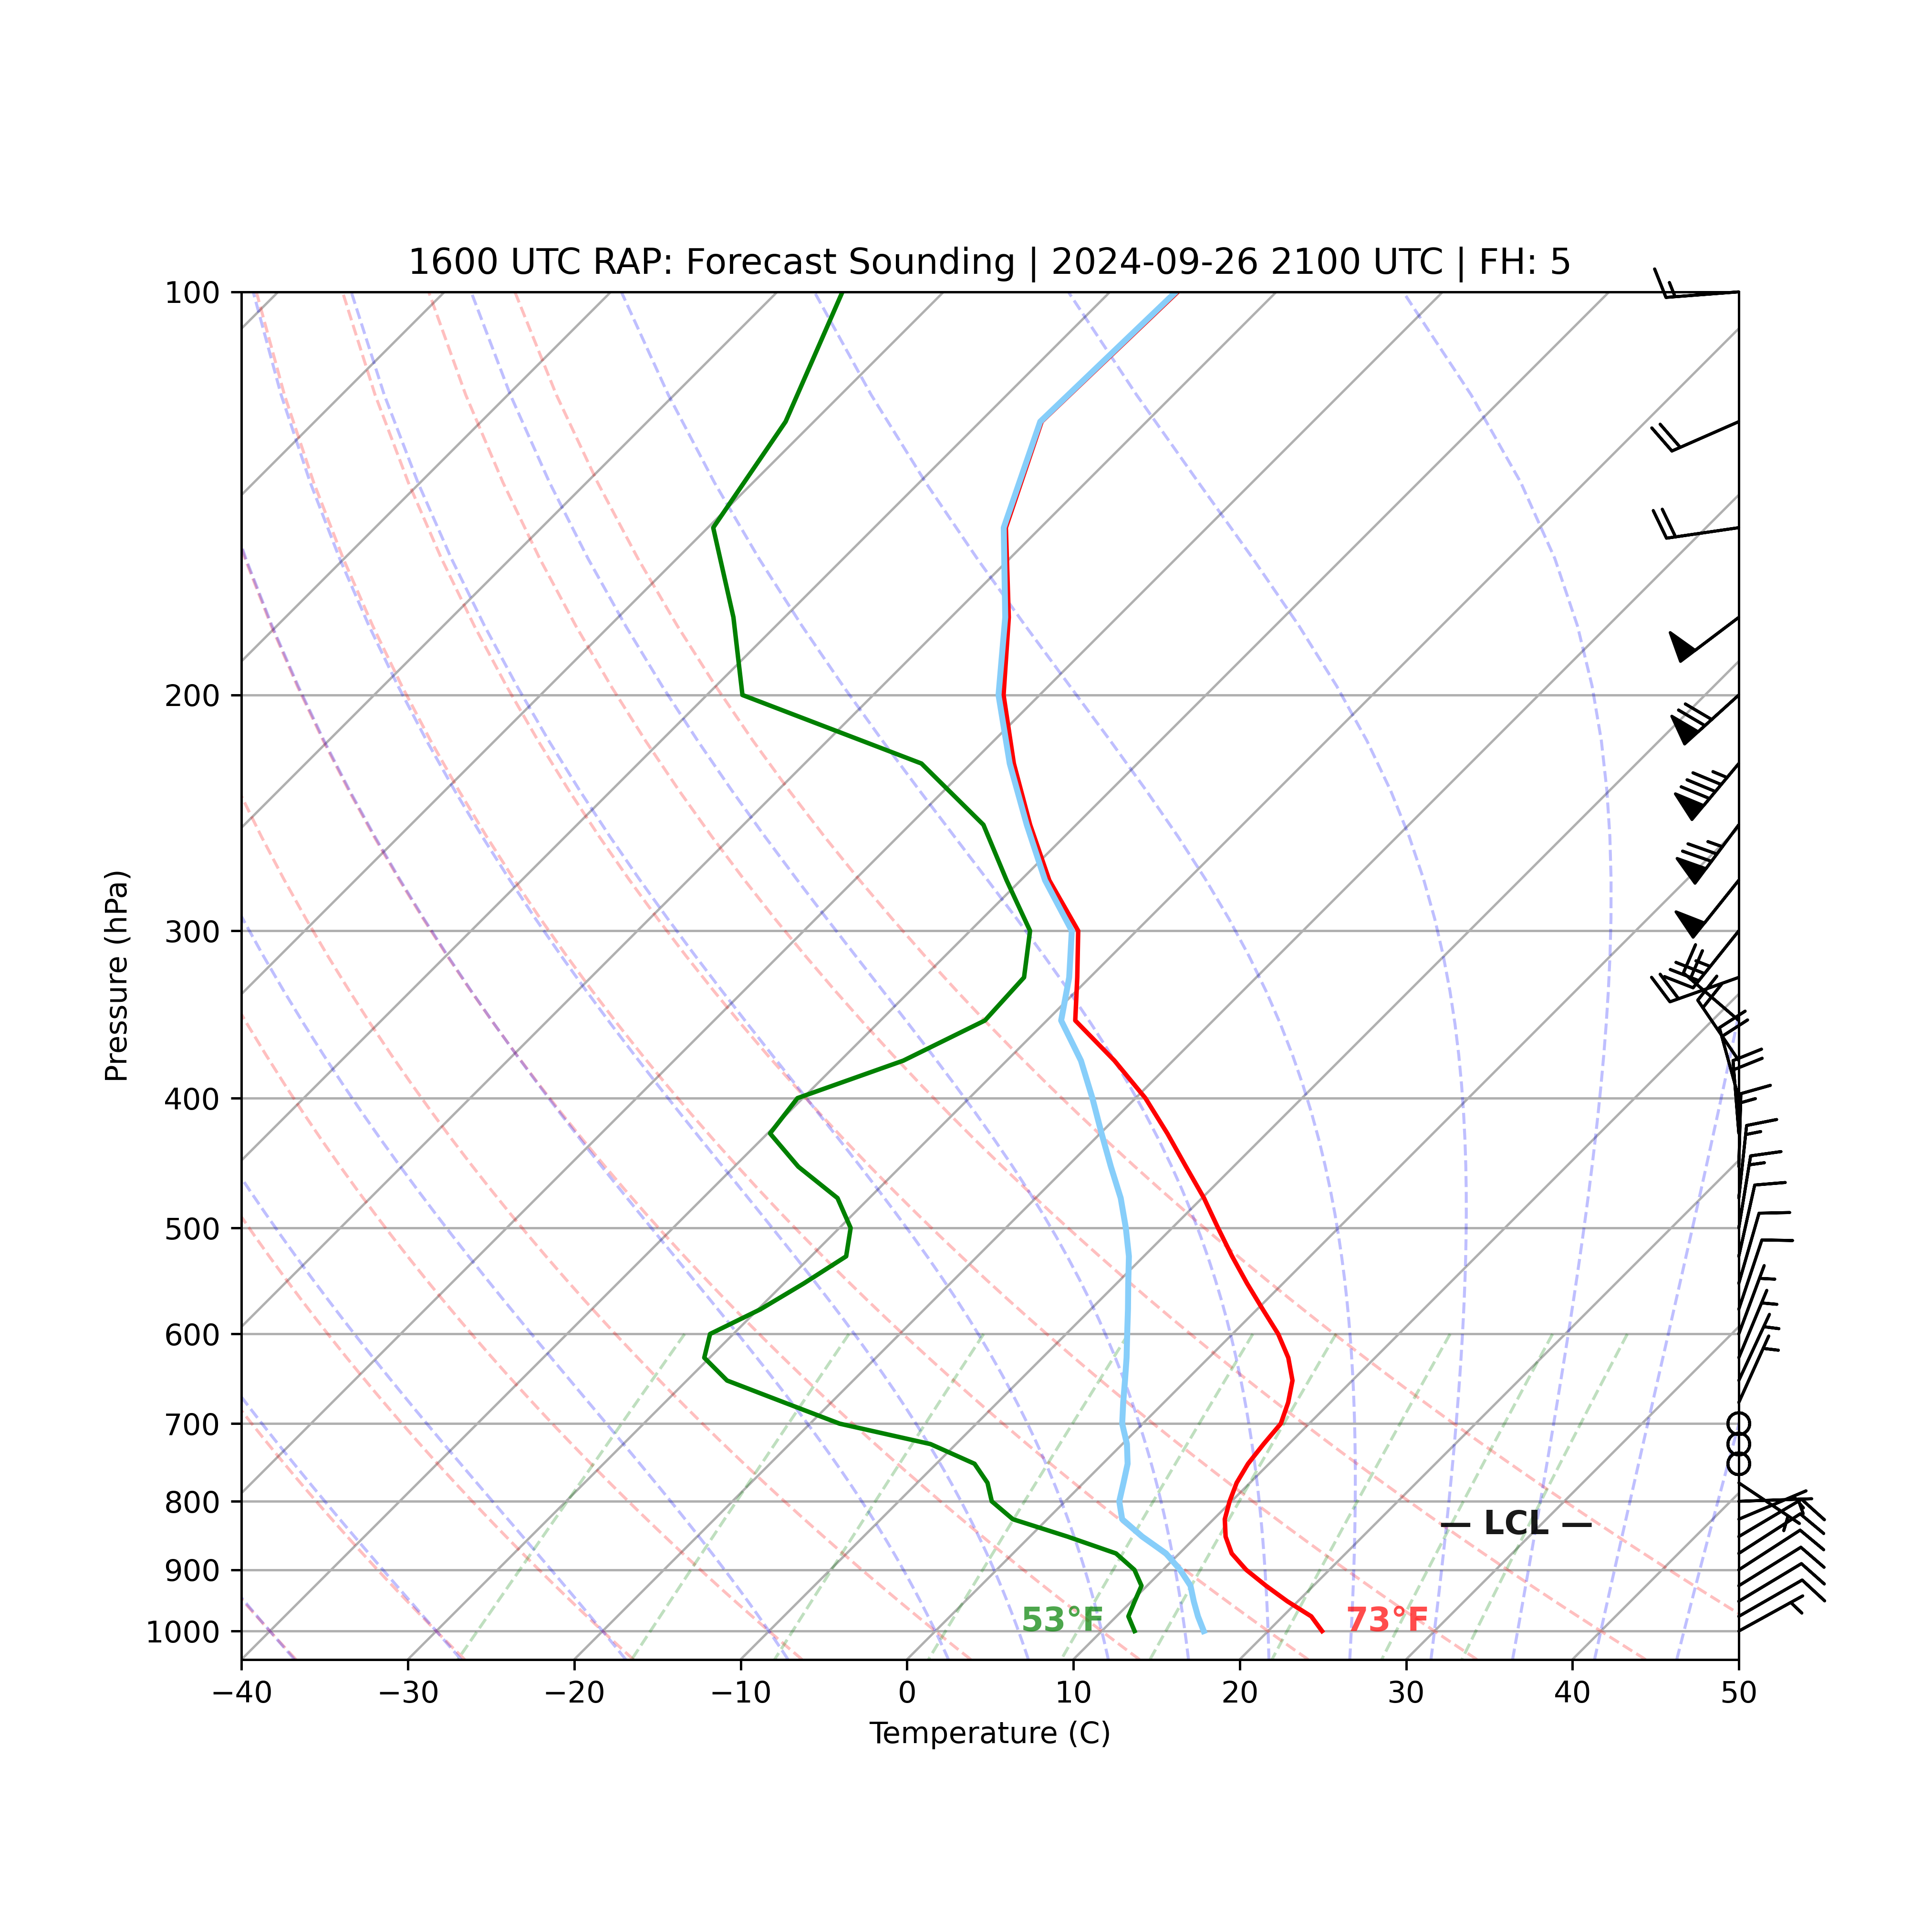 1600 UTC RAP: Forecast Sounding | 2024-09-26 2100 UTC | FH: 5
100
200
300
400
500
600
700
800
900
1000
Pressure (hPa)
— LCL —
53°F
73°F
−40 −30 −20 −10 0 10 20 30 40 50
Temperature (C)